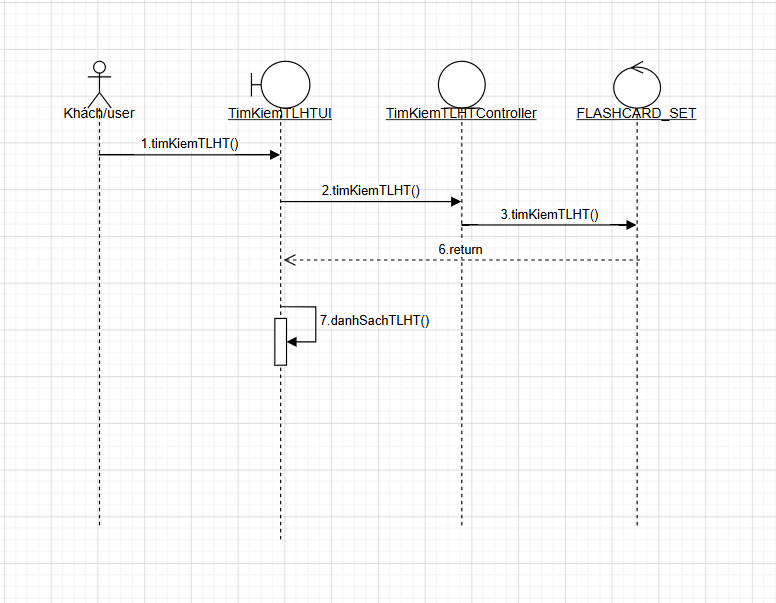 Khách/user
TimKiemTLHTUI
TimKiemTLHTController
FLASHCARD_SET
1.timKiemTLHT()
2.timKiemTLHT()
3.timKiemTLHT()
6.return
7.danhSachTLHT()